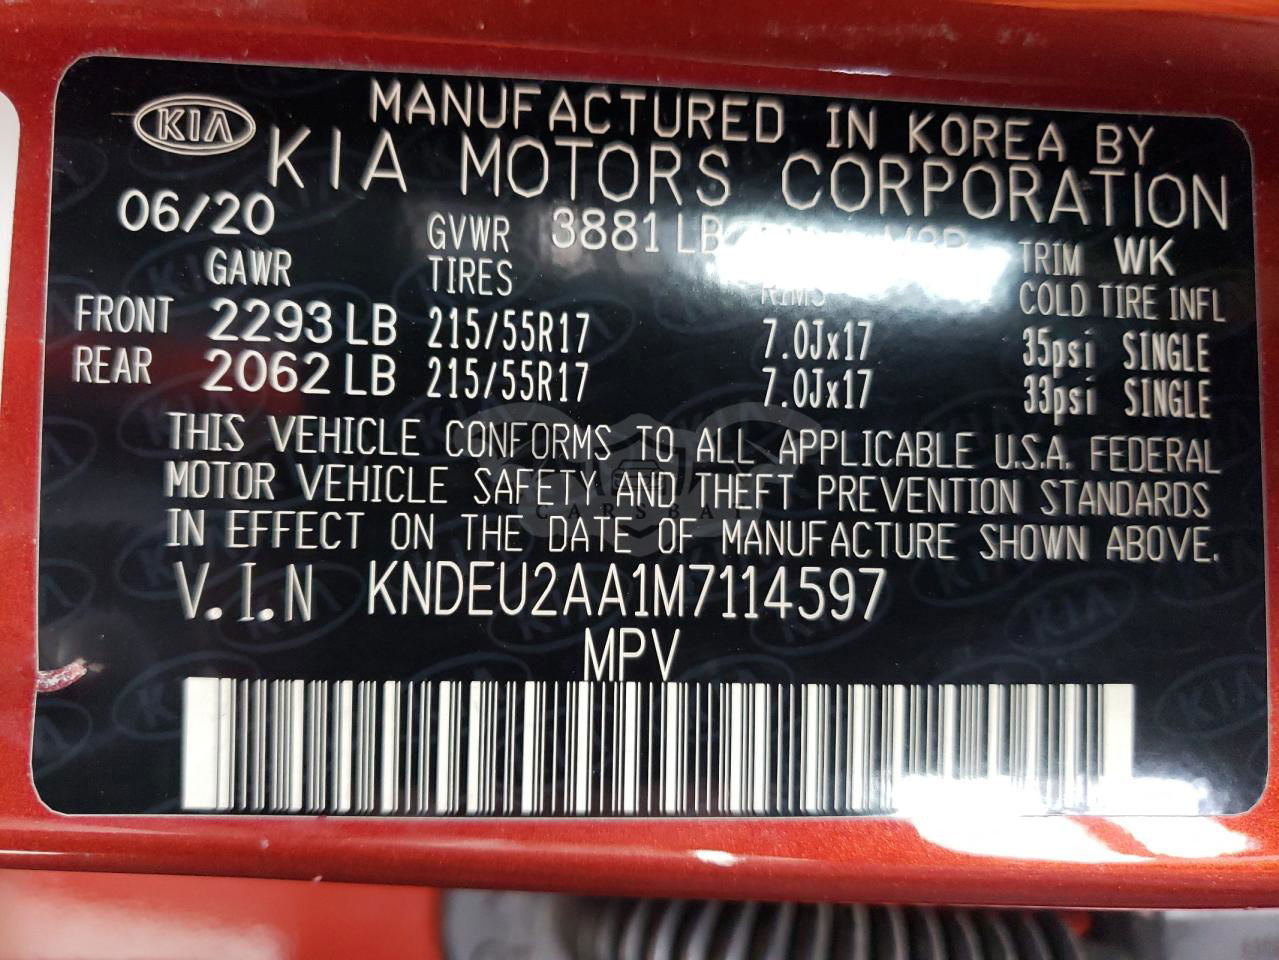 KIA
MANUFACTURED IN KOREA BY
KIA MOTORS CORPORATION
06/20
GVWR 3881 LB
TRIM WK
GAWR TIRES RIMS COLD TIRE INFL
FRONT 2293 LB 215/55R17 7.0Jx17 35psi SINGLE
REAR 2062 LB 215/55R17 7.0Jx17 33psi SINGLE
THIS VEHICLE CONFORMS TO ALL APPLICABLE U.S.A. FEDERAL
MOTOR VEHICLE SAFETY AND THEFT PREVENTION STANDARDS
IN EFFECT ON THE DATE OF MANUFACTURE SHOWN ABOVE.
V.I.N KNDEU2AA1M7114597
MPV